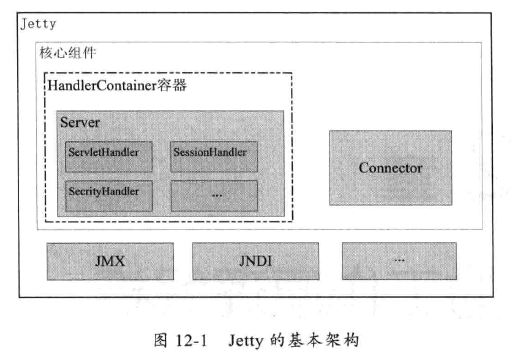 Jetty
核心组件
HandlerContainer容器
Server
ServletHandler
SessionHandler
SecrityHandler
...
Connector
JMX
JNDI
...
图 12-1 Jetty 的基本架构